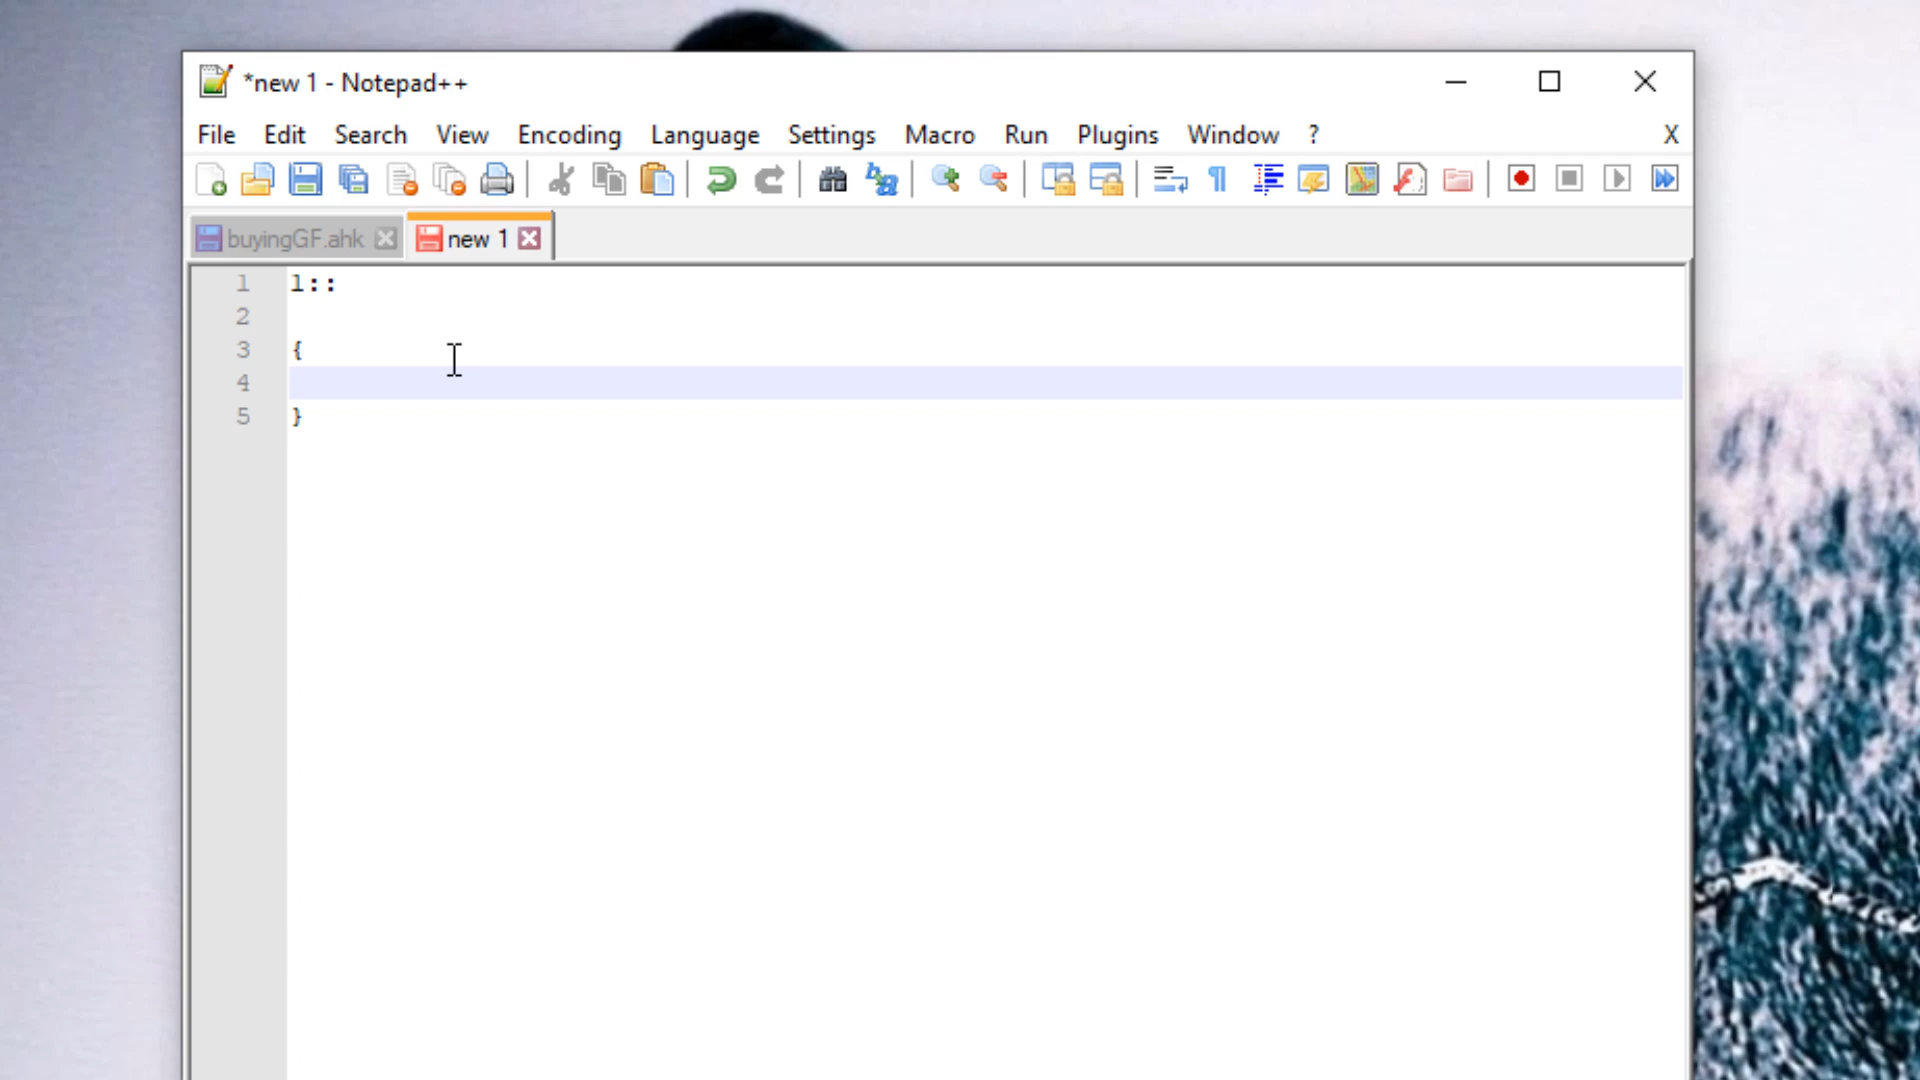 *new 1 - Notepad++
File Edit Search View Encoding Language Settings Macro Run Plugins Window ? X
buyingGF.ahk new 1
1 1::
2
3 {
4
5 }